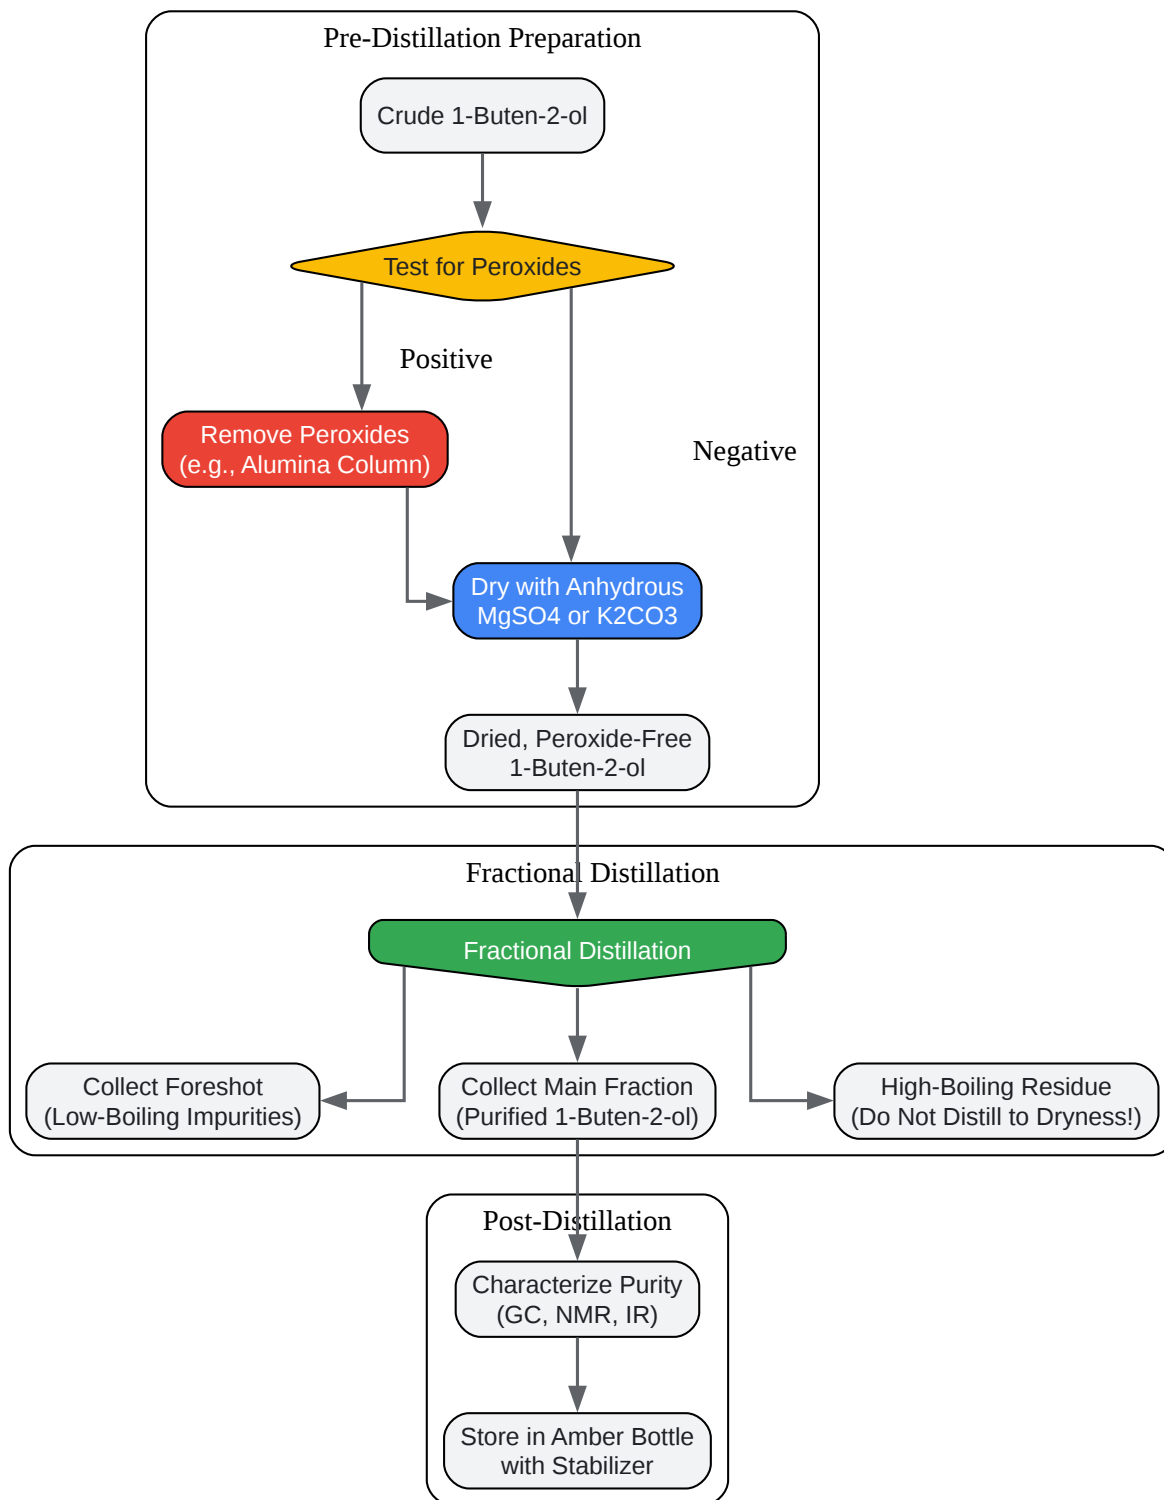 Pre-Distillation Preparation
Crude 1-Buten-2-ol
Test for Peroxides
Positive
Remove Peroxides
(e.g., Alumina Column)
Negative
Dry with Anhydrous
MgSO4 or K2CO3
Dried, Peroxide-Free
1-Buten-2-ol
Fractional Distillation
Fractional Distillation
Collect Foreshot
(Low-Boiling Impurities)
Collect Main Fraction
(Purified 1-Buten-2-ol)
High-Boiling Residue
(Do Not Distill to Dryness!)
Post-Distillation
Characterize Purity
(GC, NMR, IR)
Store in Amber Bottle
with Stabilizer